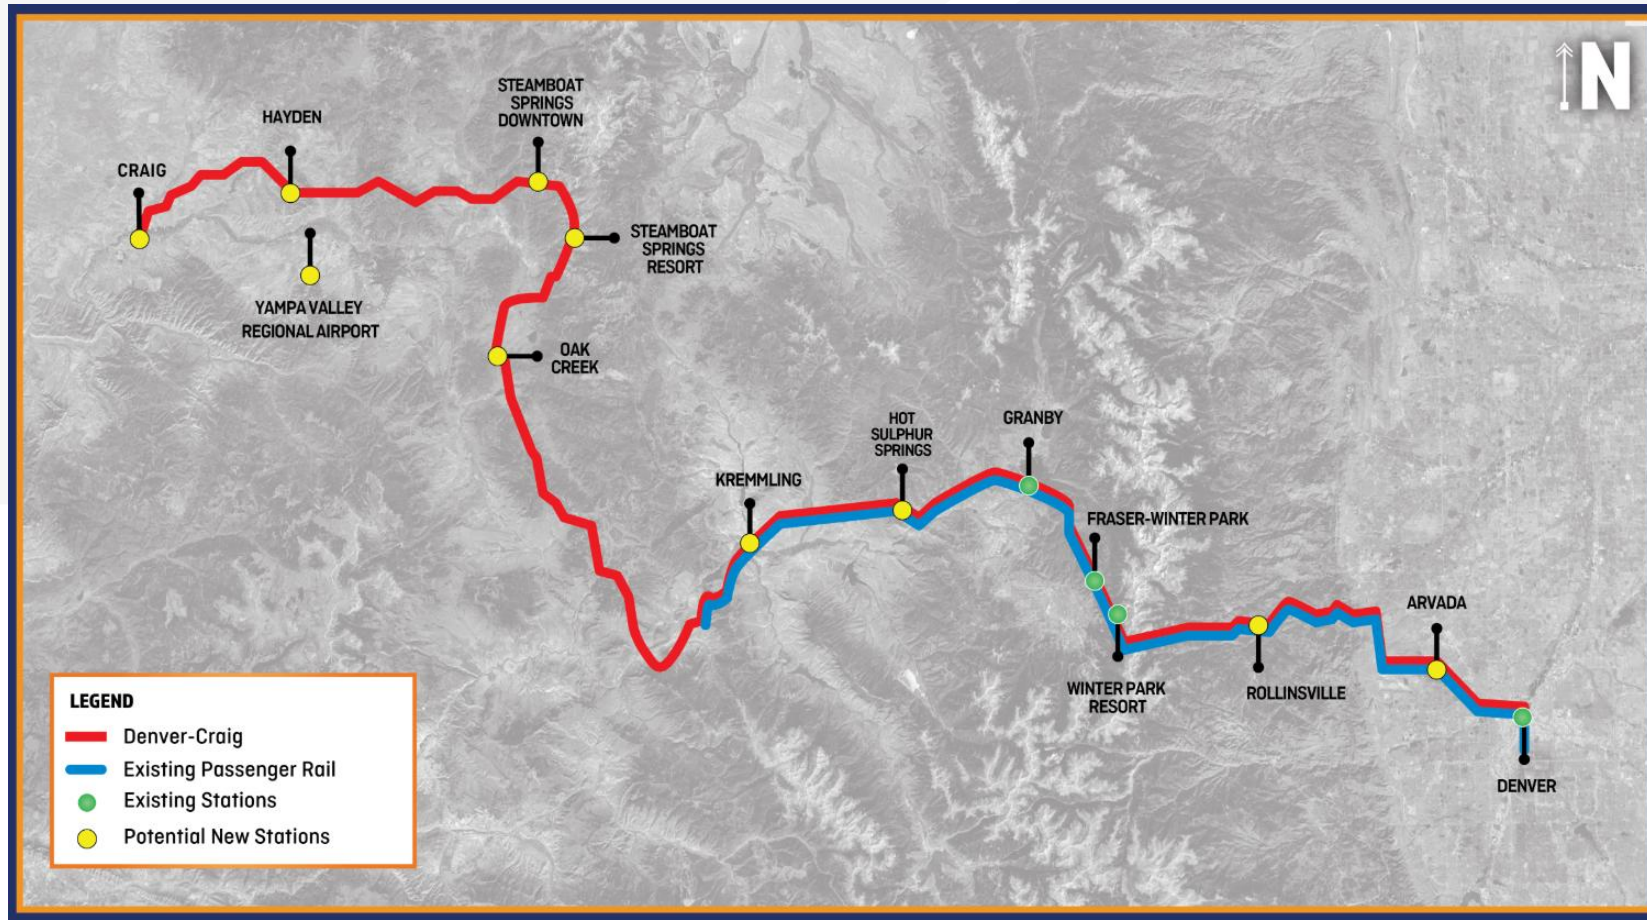 N
STEAMBOAT
SPRINGS
DOWNTOWN
HAYDEN
CRAIG
STEAMBOAT
SPRINGS
RESORT
YAMPA VALLEY
REGIONAL AIRPORT
OAK
CREEK
HOT
SULPHUR
SPRINGS
GRANBY
KREMMLING
FRASER-WINTER PARK
ARVADA
WINTER PARK
RESORT
ROLLINSVILLE
DENVER
LEGEND
Denver-Craig
Existing Passenger Rail
Existing Stations
Potential New Stations